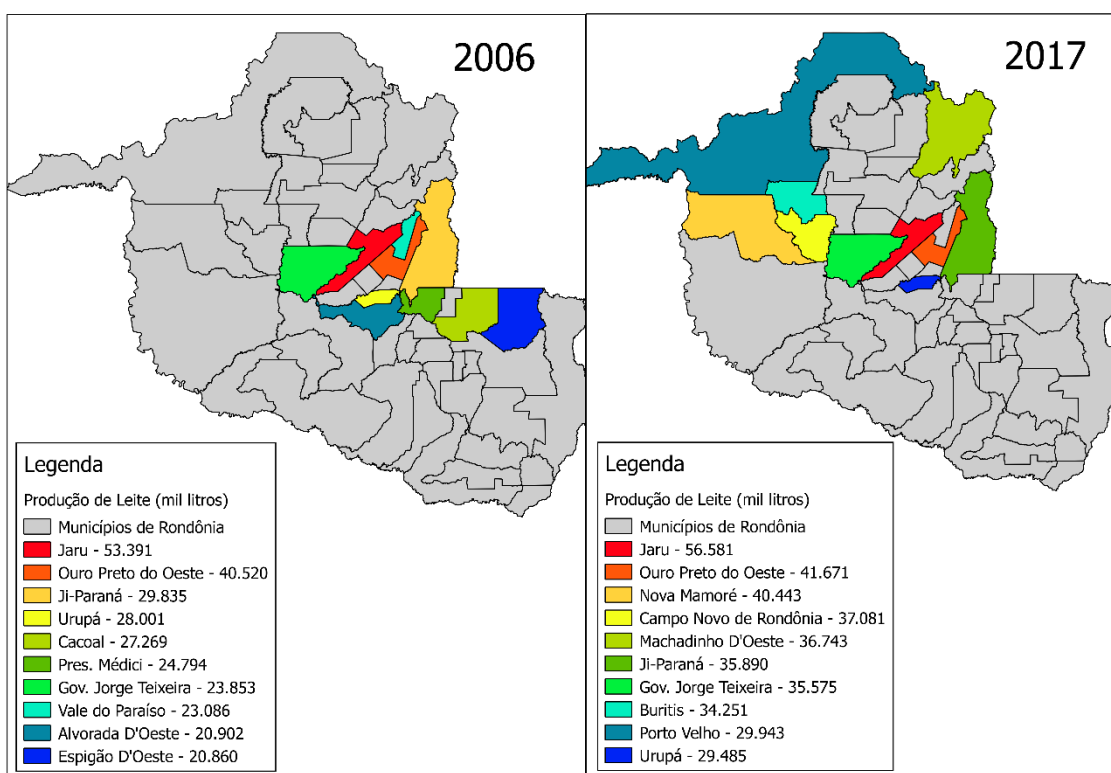 2006
Legenda
Produção de Leite (mil litros)
Municípios de Rondônia
Jaru - 53.391
Ouro Preto do Oeste - 40.520
Ji-Paraná - 29.835
Urupá - 28.001
Cacoal - 27.269
Pres. Médici - 24.794
Gov. Jorge Teixeira - 23.853
Vale do Paraíso - 23.086
Alvorada D'Oeste - 20.902
Espigão D'Oeste - 20.860
2017
Legenda
Produção de Leite (mil litros)
Municípios de Rondônia
Jaru - 56.581
Ouro Preto do Oeste - 41.671
Nova Mamoré - 40.443
Campo Novo de Rondônia - 37.081
Machadinho D'Oeste - 36.743
Ji-Paraná - 35.890
Gov. Jorge Teixeira - 35.575
Buritis - 34.251
Porto Velho - 29.943
Urupá - 29.485